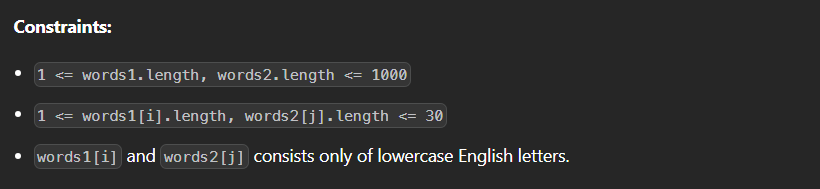 Constraints:
• 1 <= words1.length, words2.length <= 1000
• 1 <= words1[i].length, words2[j].length <= 30
• words1[i] and words2[j] consists only of lowercase English letters.